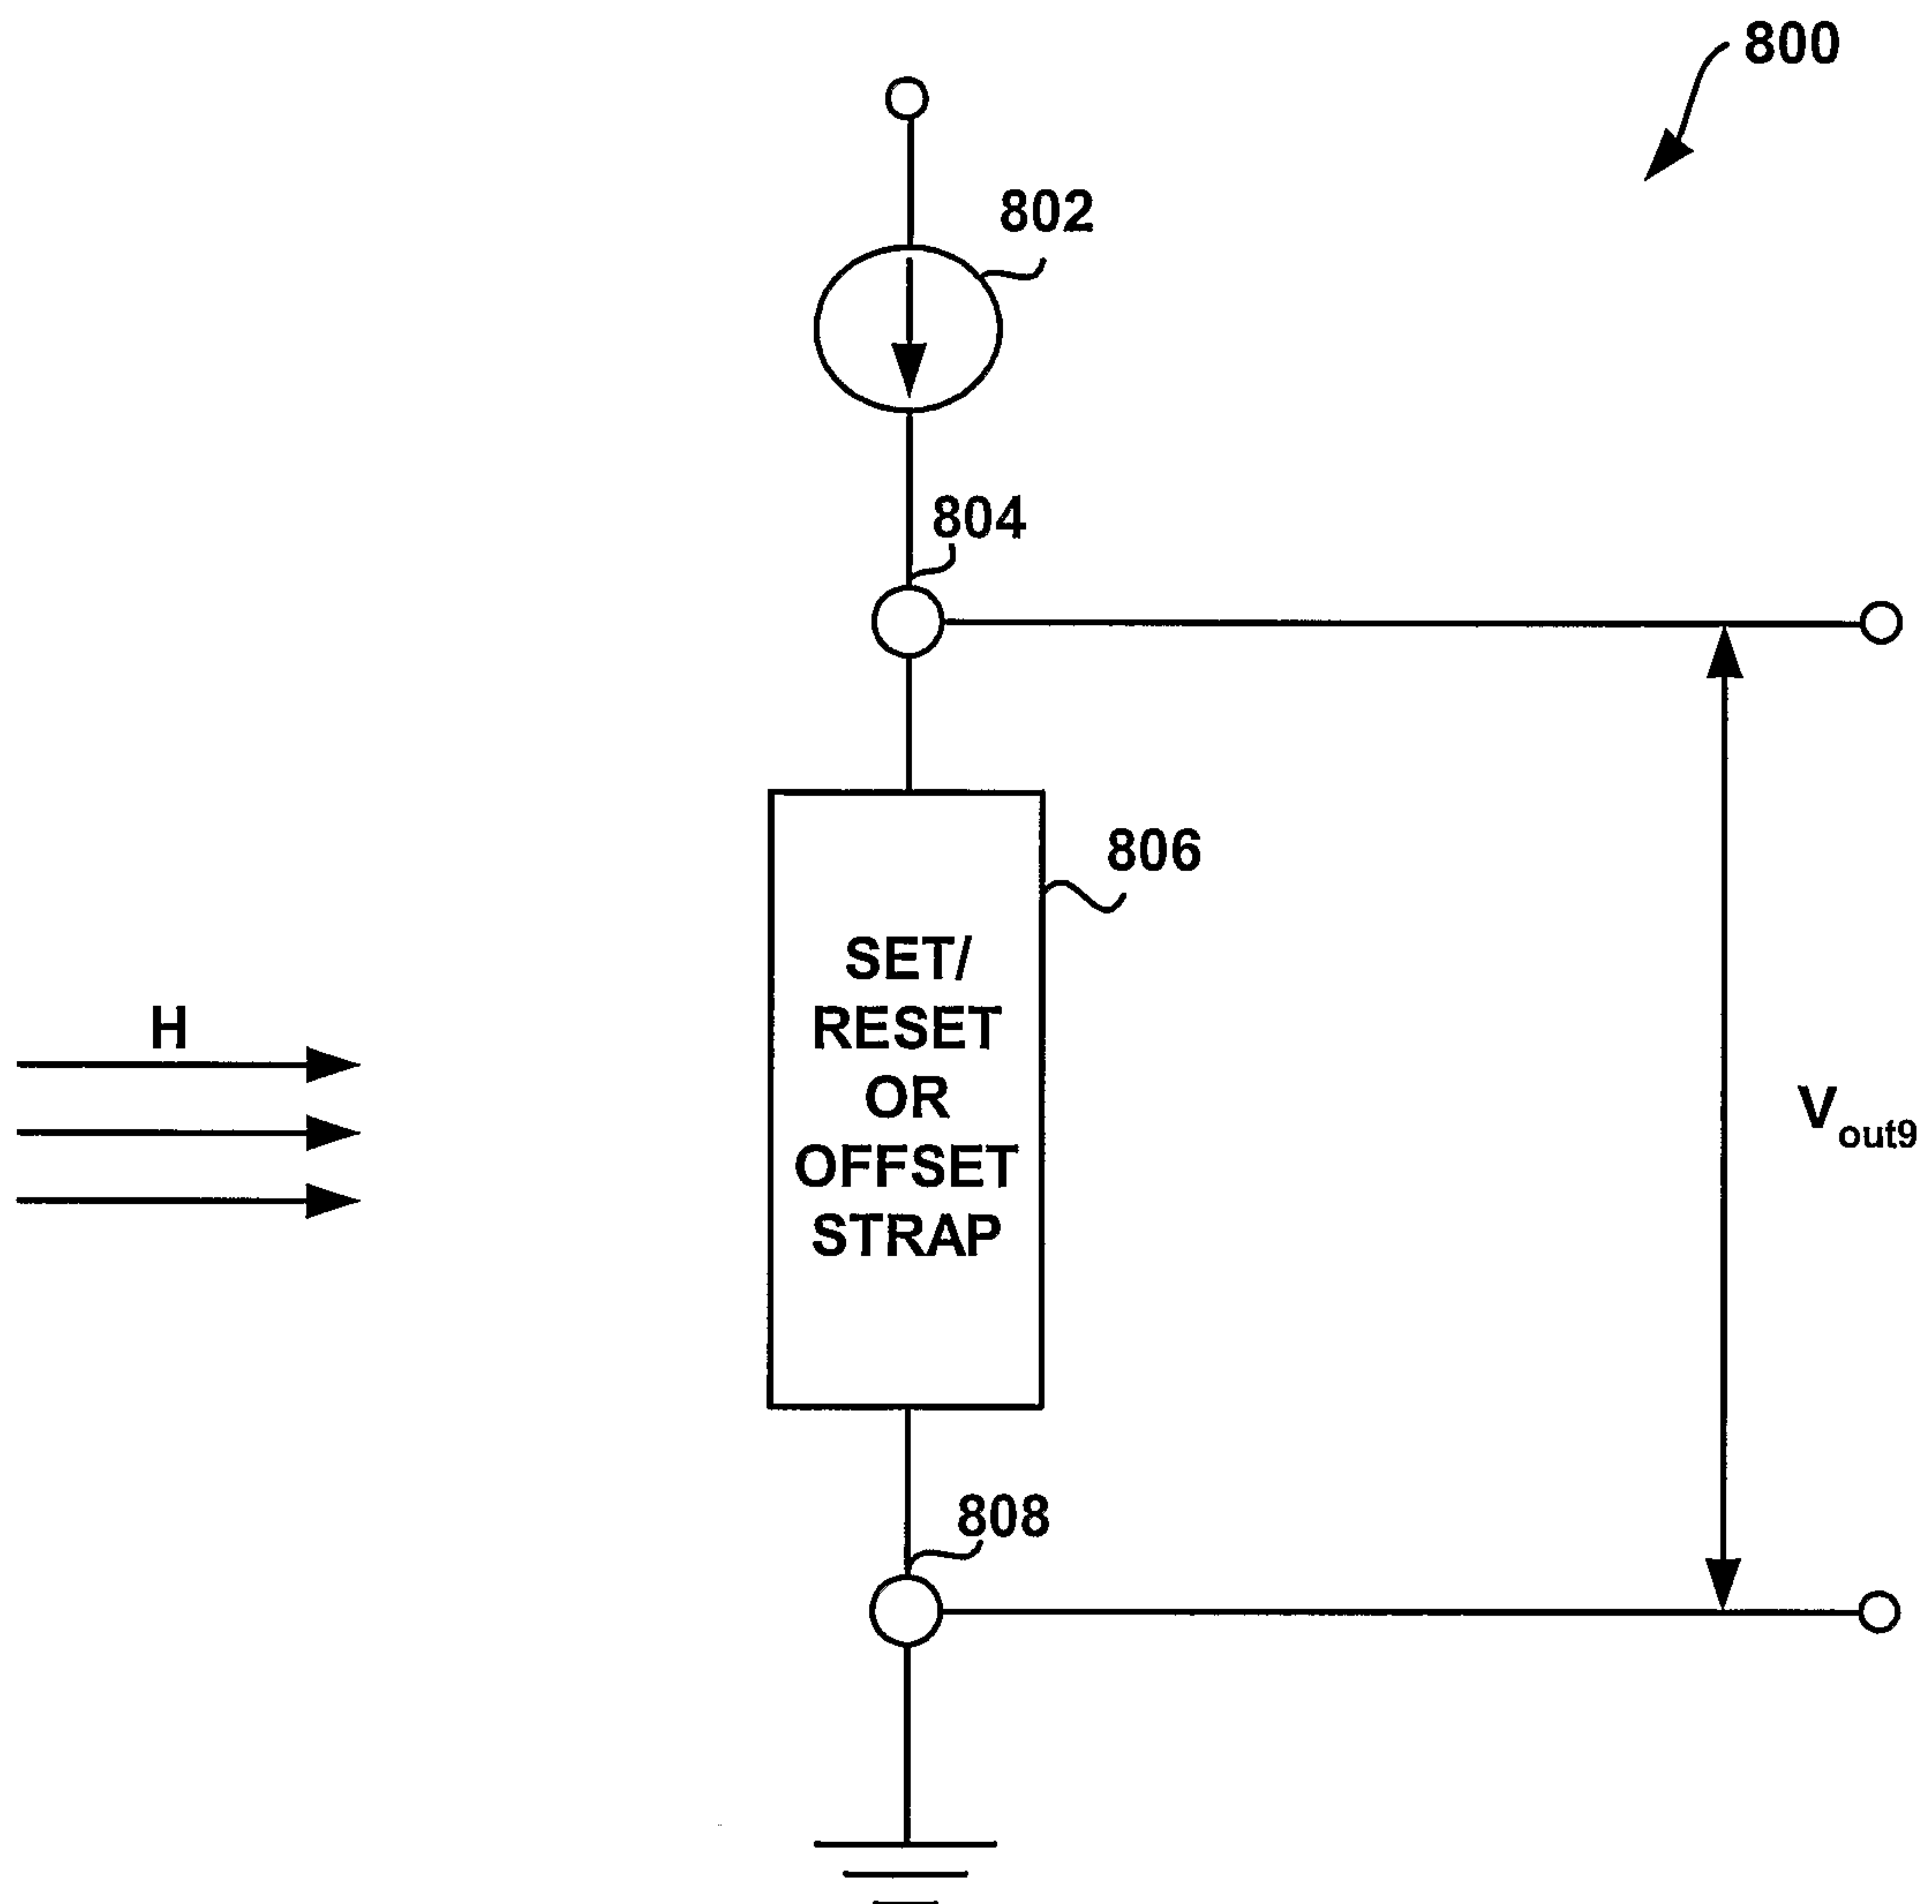 800
802
804
806
SET/
RESET
OR
OFFSET
STRAP
H
Vout9
808